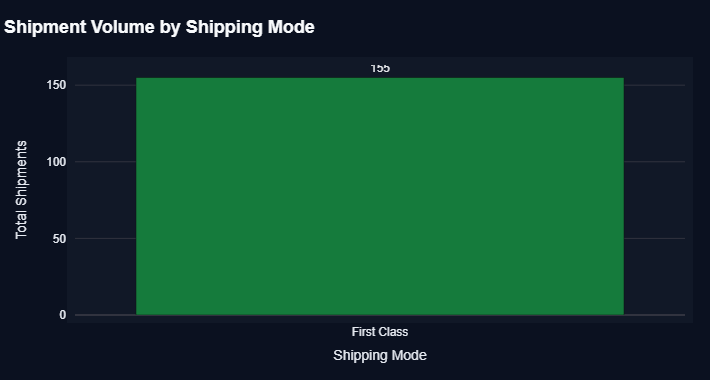 Shipment Volume by Shipping Mode
155
150
100
50
0
Total Shipments
First Class
Shipping Mode